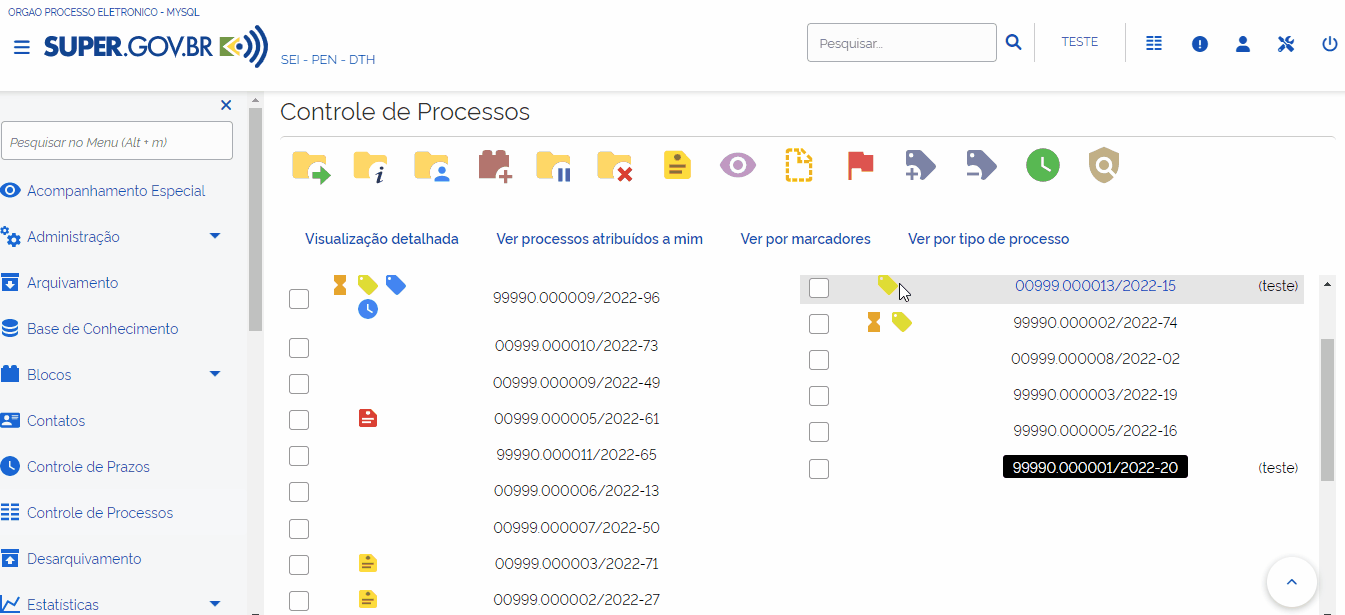 ORGAO PROCESSO ELETRONICO - MYSQL
SUPER.GOV.BR
SEI - PEN - DTH
Pesquisar...
TESTE
Pesquisar no Menu (Alt + m)
Acompanhamento Especial
Administração
Arquivamento
Base de Conhecimento
Blocos
Contatos
Controle de Prazos
Controle de Processos
Desarquivamento
Estatísticas
Controle de Processos
Visualização detalhada
Ver processos atribuídos a mim
Ver por marcadores
Ver por tipo de processo
99990.000009/2022-96
00999.000010/2022-73
00999.000009/2022-49
00999.000005/2022-61
99990.000011/2022-65
00999.000006/2022-13
00999.000007/2022-50
00999.000003/2022-71
00999.000002/2022-27
00999.000013/2022-15 (teste)
99990.000002/2022-74
00999.000008/2022-02
99990.000003/2022-19
99990.000005/2022-16
99990.000001/2022-20 (teste)